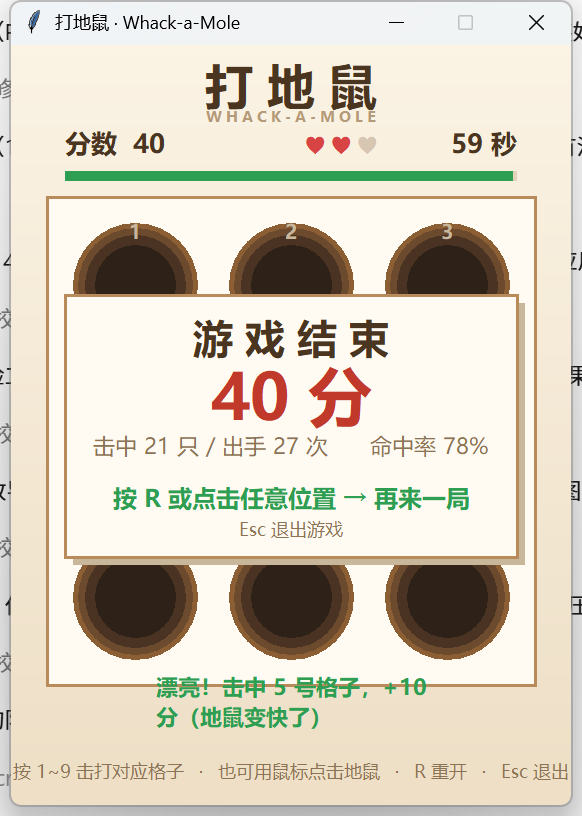 打地鼠 · Whack-a-Mole
打 地 鼠
WHACK-A-MOLE
分数 40
59 秒
1 2 3
游 戏 结 束
40 分
击中 21 只 / 出手 27 次 命中率 78%
按 R 或点击任意位置 → 再来一局
Esc 退出游戏
漂亮！击中 5 号格子，+10
分（地鼠变快了）
按 1~9 击打对应格子 · 也可用鼠标点击地鼠 · R 重开 · Esc 退出